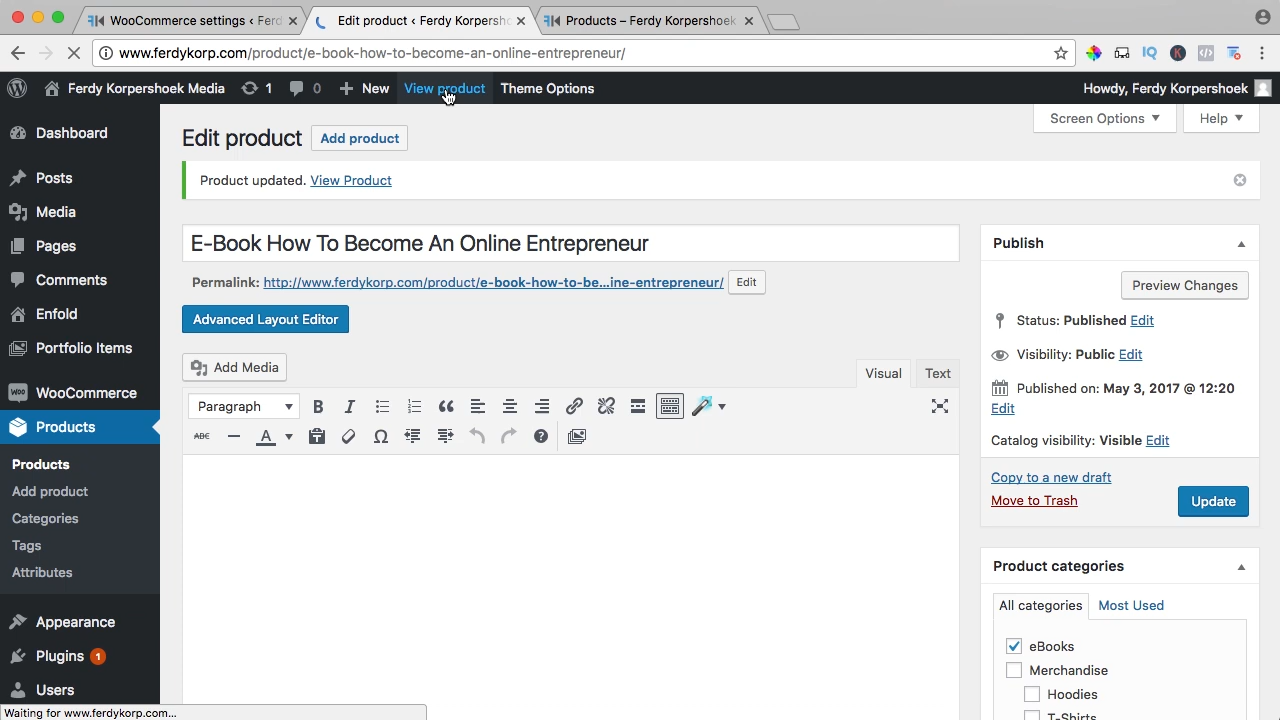 WooCommerce settings ‹ Ferd
Edit product ‹ Ferdy Korpersho
Products – Ferdy Korpershoek
www.ferdykorp.com/product/e-book-how-to-become-an-online-entrepreneur/
Ferdy Korpershoek Media 1 0 New View product Theme Options Howdy, Ferdy Korpershoek
Dashboard
Posts
Media
Pages
Comments
Enfold
Portfolio Items
WooCommerce
Products
Products
Add product
Categories
Tags
Attributes
Appearance
Plugins 1
Users
Waiting for www.ferdykorp.com...
Screen Options Help
Edit product Add product
Product updated. View Product
E-Book How To Become An Online Entrepreneur
Permalink: http://www.ferdykorp.com/product/e-book-how-to-be...ine-entrepreneur/ Edit
Advanced Layout Editor
Add Media
Visual Text
Paragraph B I
ABC A
Publish
Preview Changes
Status: Published Edit
Visibility: Public Edit
Published on: May 3, 2017 @ 12:20
Edit
Catalog visibility: Visible Edit
Copy to a new draft
Move to Trash
Update
Product categories
All categories Most Used
eBooks
Merchandise
Hoodies
T-Shirts